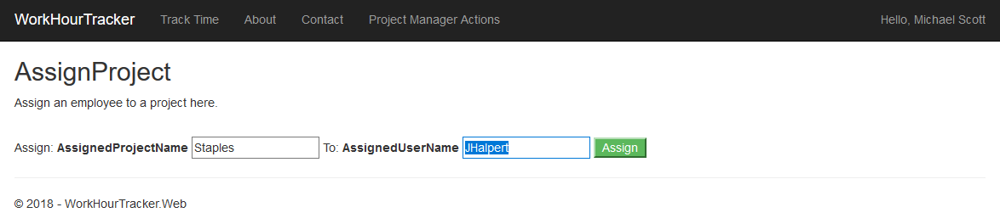 WorkHourTracker Track Time About Contact Project Manager Actions Hello, Michael Scott
AssignProject
Assign an employee to a project here.
Assign: AssignedProjectName Staples To: AssignedUserName JHalpert Assign
© 2018 - WorkHourTracker.Web